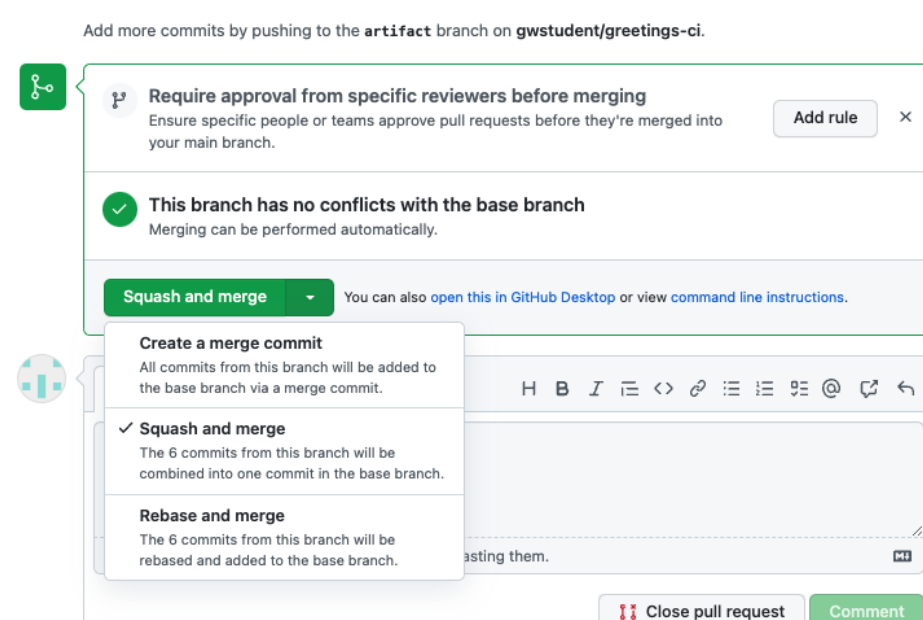 Add more commits by pushing to the artifact branch on gwstudent/greetings-ci.
Require approval from specific reviewers before merging
Ensure specific people or teams approve pull requests before they're merged into
your main branch.
Add rule
This branch has no conflicts with the base branch
Merging can be performed automatically.
Squash and merge
You can also open this in GitHub Desktop or view command line instructions.
Create a merge commit
All commits from this branch will be added to
the base branch via a merge commit.
Squash and merge
The 6 commits from this branch will be
combined into one commit in the base branch.
Rebase and merge
The 6 commits from this branch will be
rebased and added to the base branch.
asting them.
Close pull request
Comment